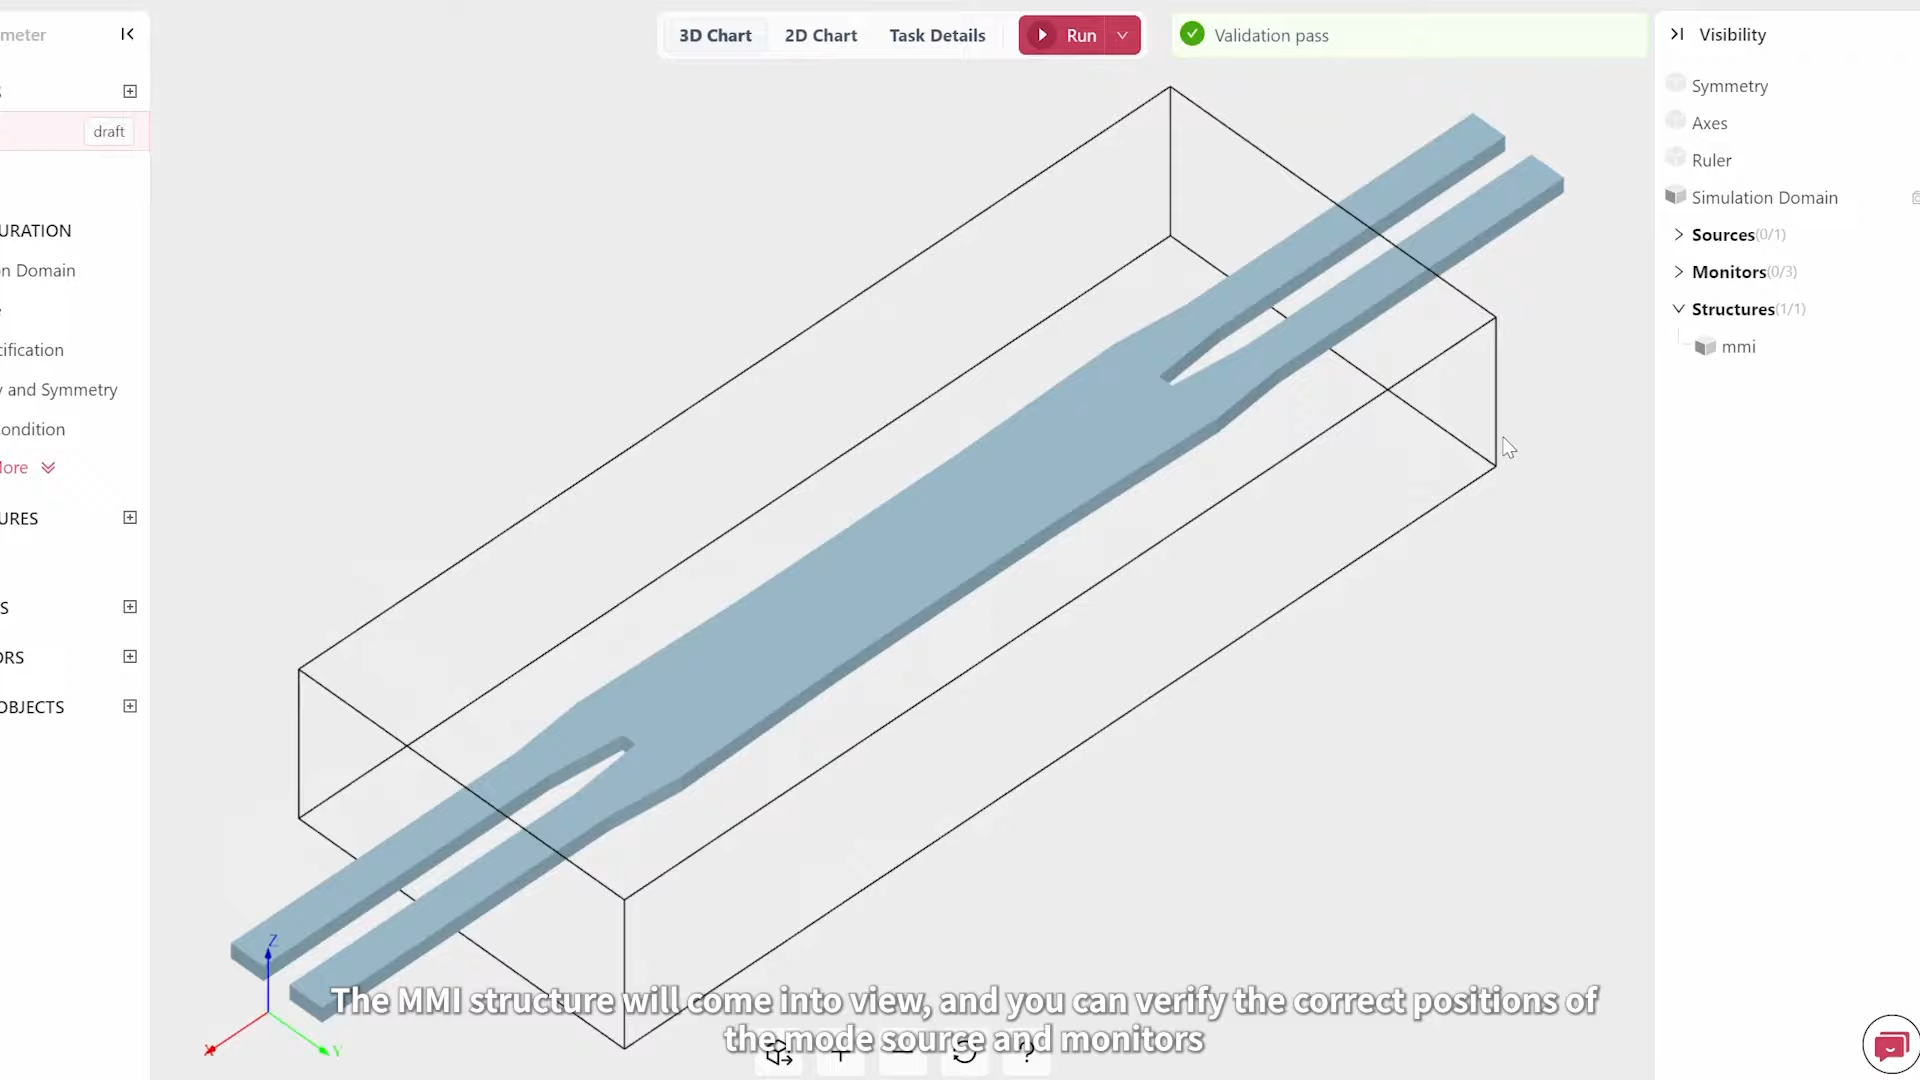 meter
3D Chart
2D Chart
Task Details
Run
Validation pass
Visibility
S
draft
URATION
n Domain
cification
y and Symmetry
ondition
ore
URES
S
ORS
OBJECTS
Symmetry
Axes
Ruler
Simulation Domain
Sources(0/1)
Monitors(0/3)
Structures(1/1)
mmi
Z
X
Y
The MMI structure will come into view, and you can verify the correct positions of
the mode source and monitors
?